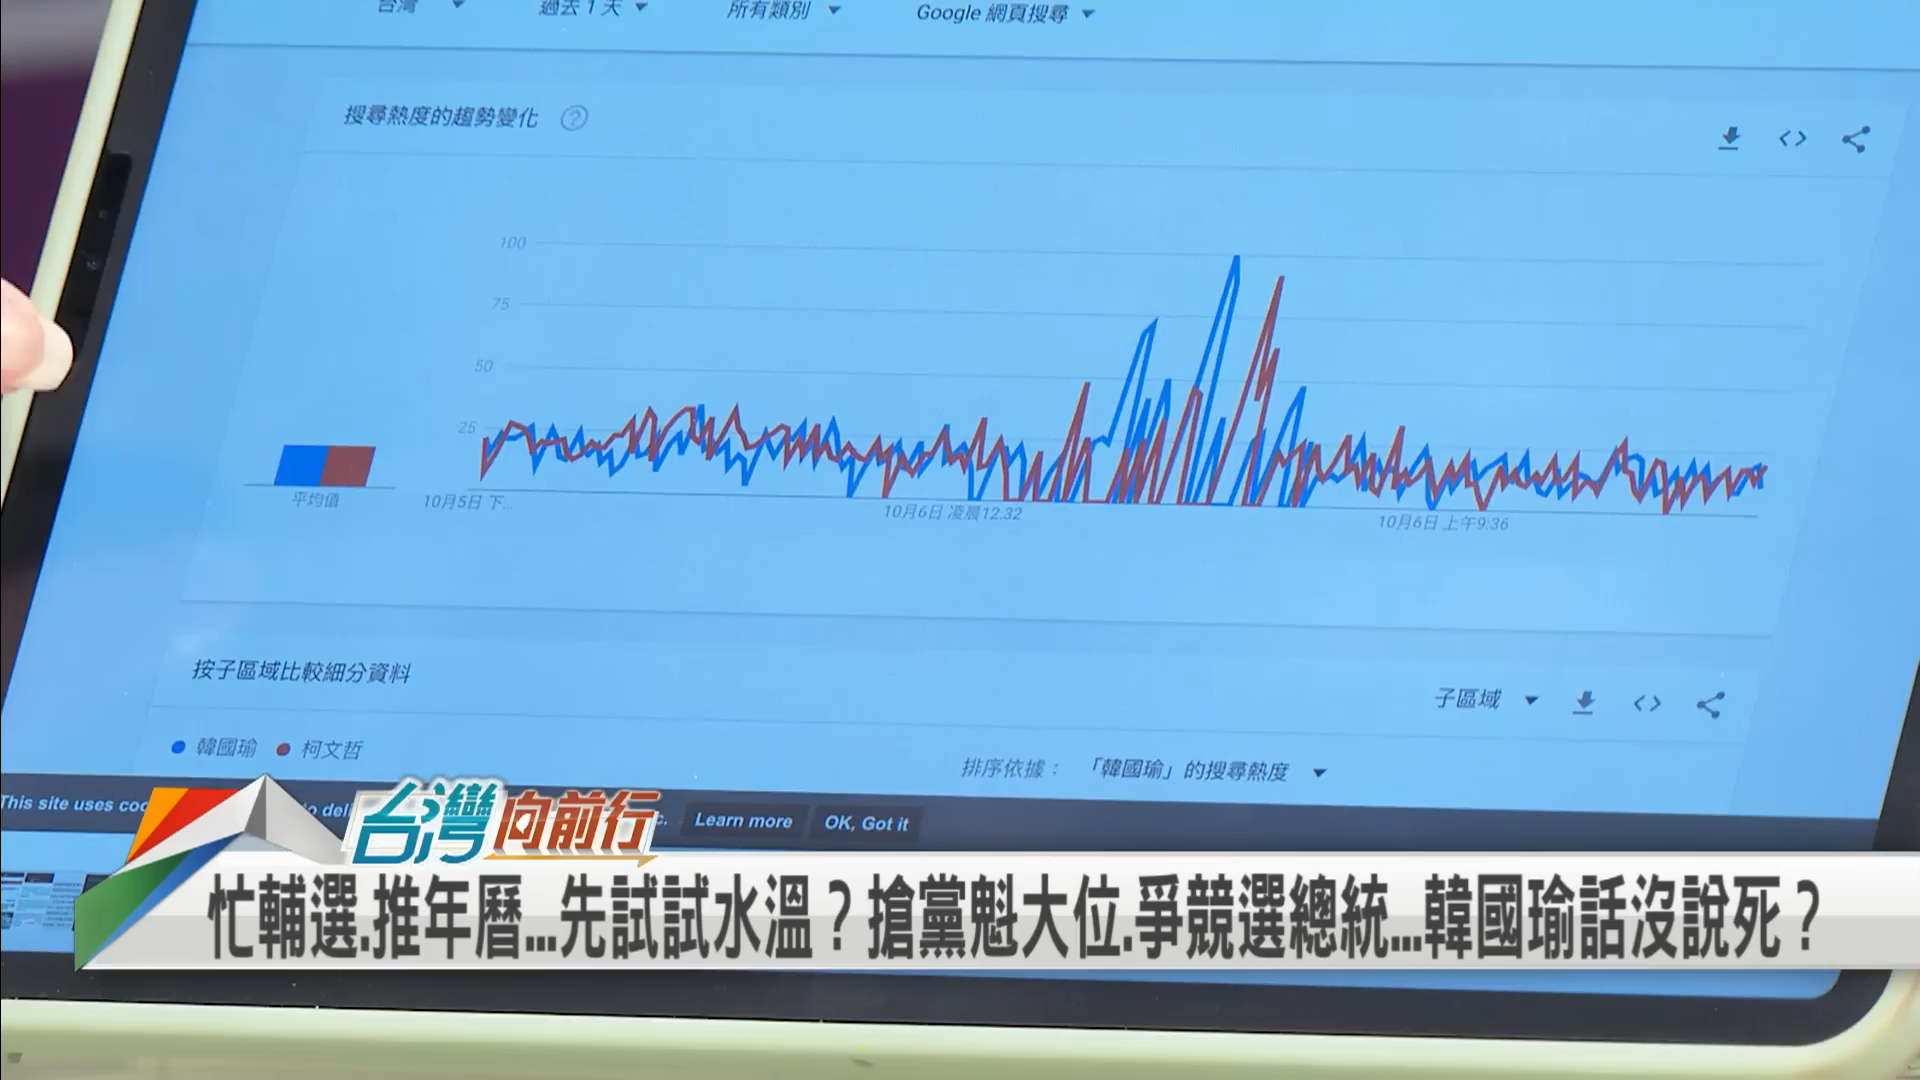 台灣 過去 1 天 所有類別 Google 網頁搜尋
搜尋熱度的趨勢變化 ?
100
75
50
25
平均值
10月5日 下... 10月6日 凌晨12:32 10月6日 上午9:36
按子區域比較細分資料
子區域
韓國瑜 柯文哲
排序依據： 「韓國瑜」的搜尋熱度
This site uses Learn more OK, Got it
台灣向前行
忙輔選.推年曆...先試試水溫？搶黨魁大位.爭競選總統...韓國瑜話沒說死？